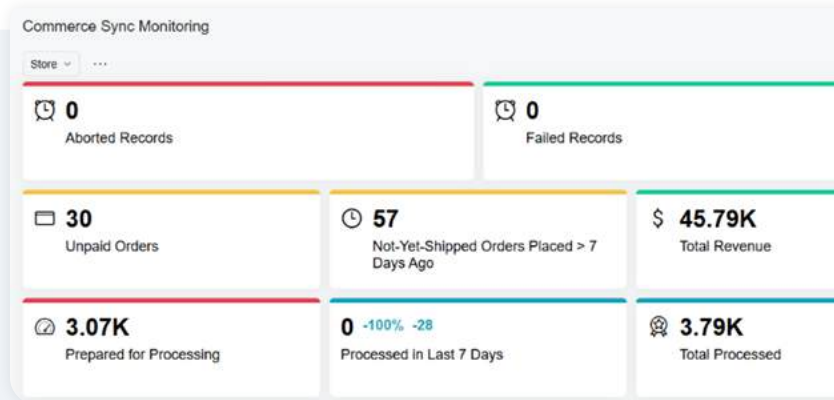 Commerce Sync Monitoring
Store
0
Aborted Records
0
Failed Records
30
Unpaid Orders
57
Not-Yet-Shipped Orders Placed > 7
Days Ago
$ 45.79K
Total Revenue
3.07K
Prepared for Processing
0 -100% -28
Processed in Last 7 Days
3.79K
Total Processed